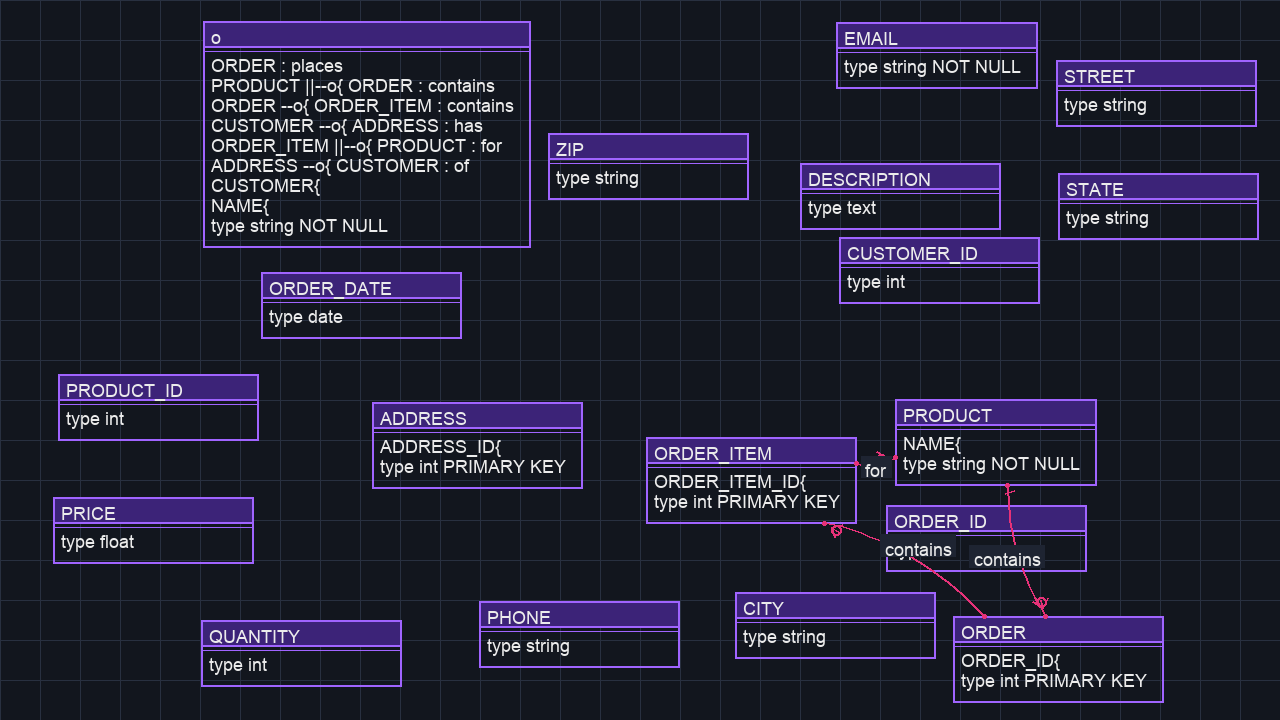 o
ORDER : places
PRODUCT ||--o{ ORDER : contains
ORDER --o{ ORDER_ITEM : contains
CUSTOMER --o{ ADDRESS : has
ORDER_ITEM ||--o{ PRODUCT : for
ADDRESS --o{ CUSTOMER : of
CUSTOMER{
NAME{
type string NOT NULL
EMAIL
type string NOT NULL
STREET
type string
ZIP
type string
DESCRIPTION
type text
STATE
type string
CUSTOMER_ID
type int
ORDER_DATE
type date
PRODUCT_ID
type int
ADDRESS
ADDRESS_ID{
type int PRIMARY KEY
ORDER_ITEM
ORDER_ITEM_ID{
type int PRIMARY KEY
for
PRODUCT
NAME{
type string NOT NULL
PRICE
type float
ORDER_ID
contains
contains
QUANTITY
type int
PHONE
type string
CITY
type string
ORDER
ORDER_ID{
type int PRIMARY KEY